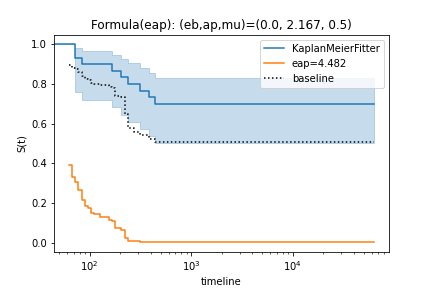 Formula(eap): (eb,ap,mu)=(0.0, 2.167, 0.5)
KaplanMeierFitter
eap=4.482
baseline
S(t)
1.0
0.8
0.6
0.4
0.2
0.0
10²
10³
10⁴
timeline